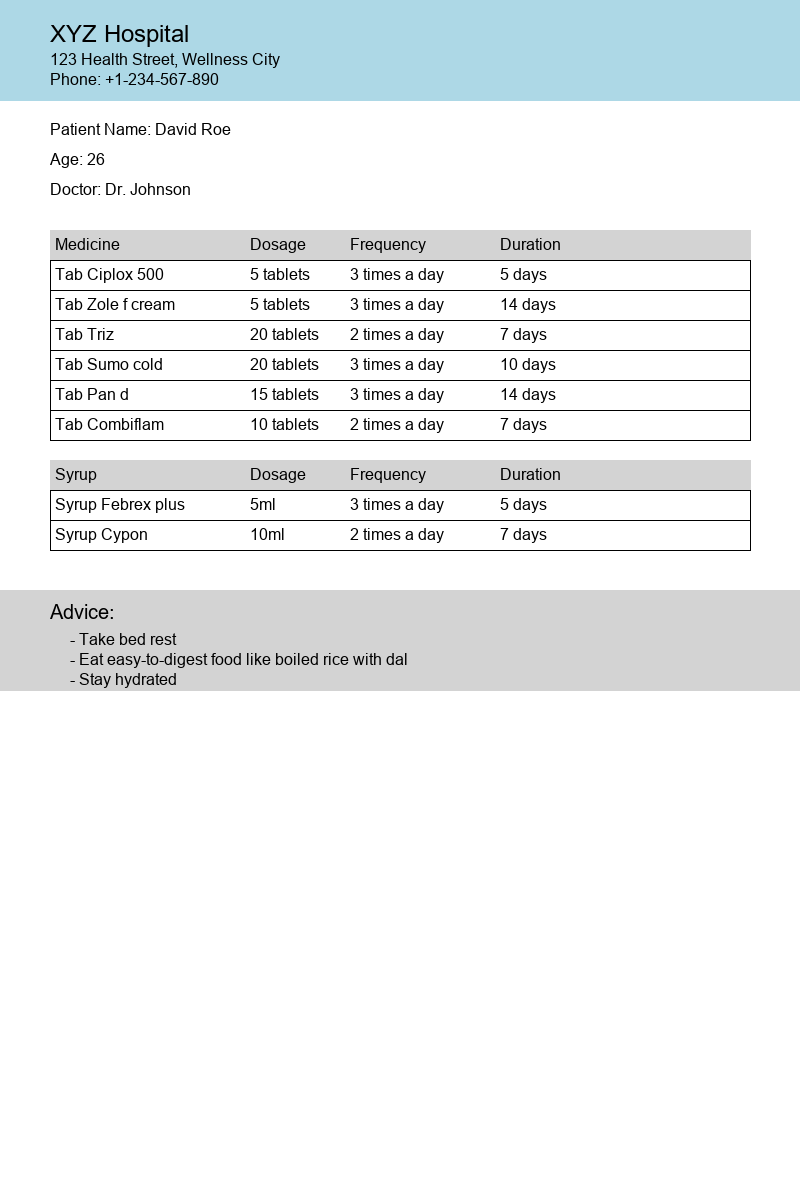 XYZ Hospital
123 Health Street, Wellness City
Phone: +1-234-567-890
Patient Name: David Roe
Age: 26
Doctor: Dr. Johnson
Medicine Dosage Frequency Duration
Tab Ciplox 500 5 tablets 3 times a day 5 days
Tab Zole f cream 5 tablets 3 times a day 14 days
Tab Triz 20 tablets 2 times a day 7 days
Tab Sumo cold 20 tablets 3 times a day 10 days
Tab Pan d 15 tablets 3 times a day 14 days
Tab Combiflam 10 tablets 2 times a day 7 days
Syrup Dosage Frequency Duration
Syrup Febrex plus 5ml 3 times a day 5 days
Syrup Cypon 10ml 2 times a day 7 days
Advice:
- Take bed rest
- Eat easy-to-digest food like boiled rice with dal
- Stay hydrated